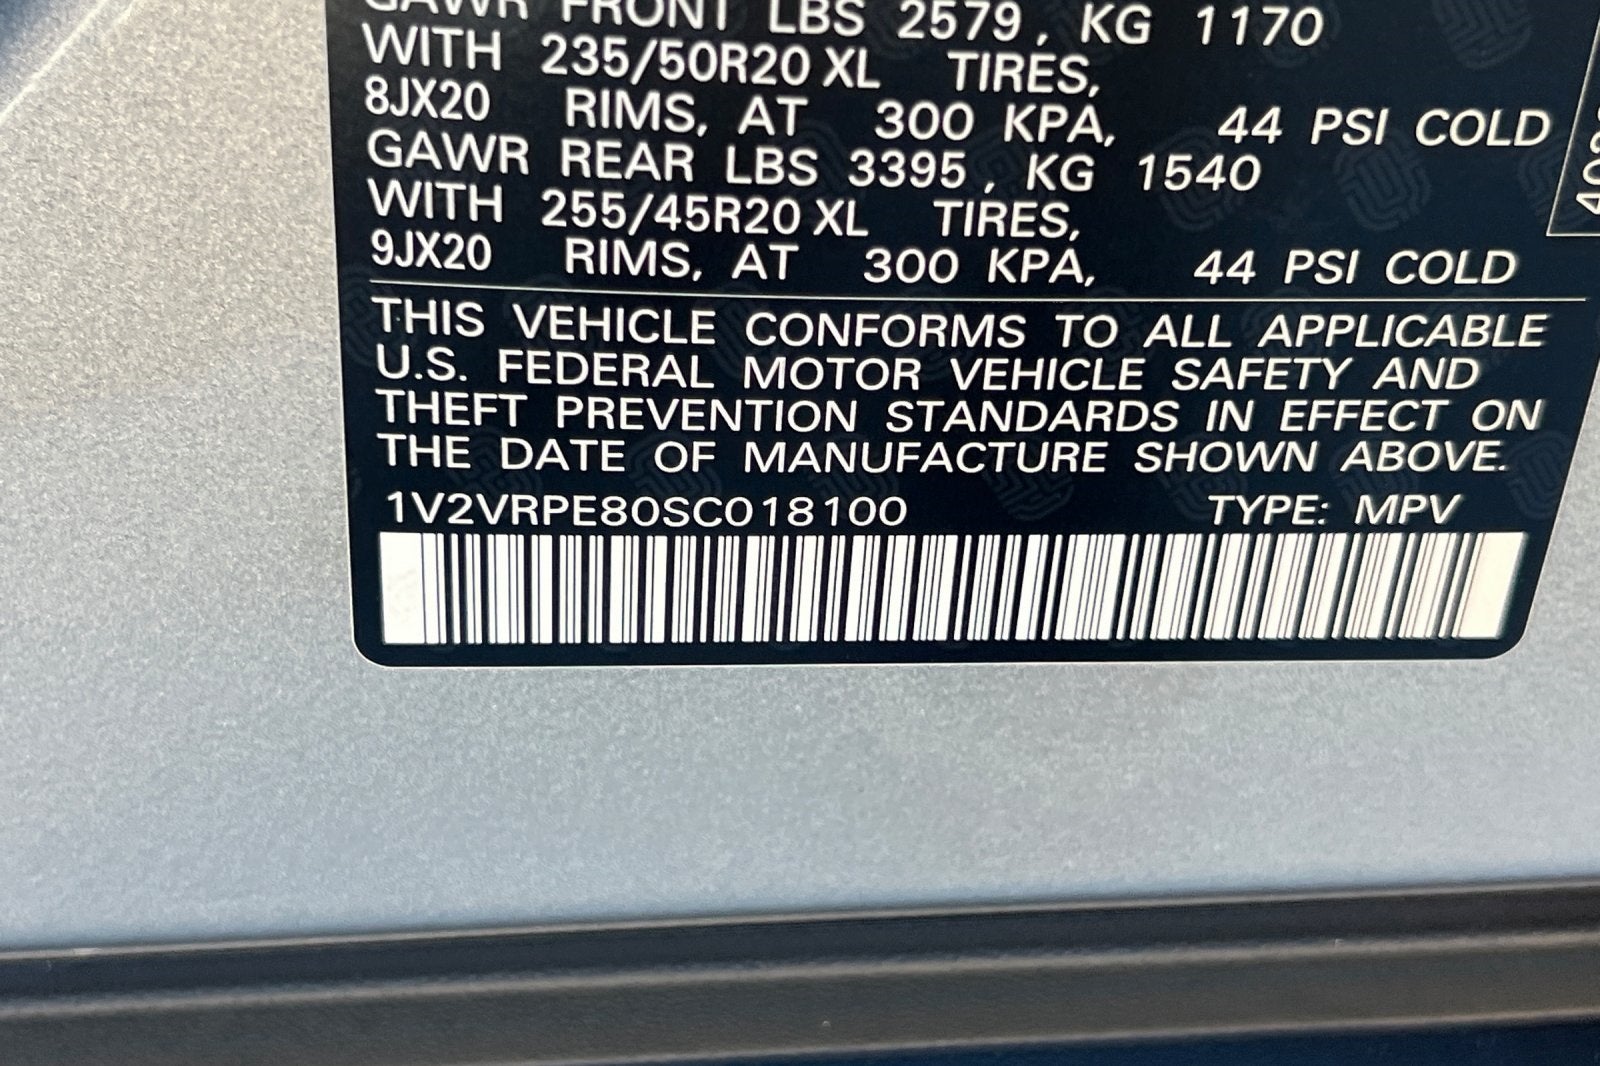 GAWR FRONT LBS 2579, KG 1170
WITH 235/50R20 XL TIRES,
8JX20 RIMS, AT 300 KPA, 44 PSI COLD
GAWR REAR LBS 3395, KG 1540
WITH 255/45R20 XL TIRES,
9JX20 RIMS, AT 300 KPA, 44 PSI COLD
THIS VEHICLE CONFORMS TO ALL APPLICABLE
U.S. FEDERAL MOTOR VEHICLE SAFETY AND
THEFT PREVENTION STANDARDS IN EFFECT ON
THE DATE OF MANUFACTURE SHOWN ABOVE.
1V2VRPE80SC018100 TYPE: MPV